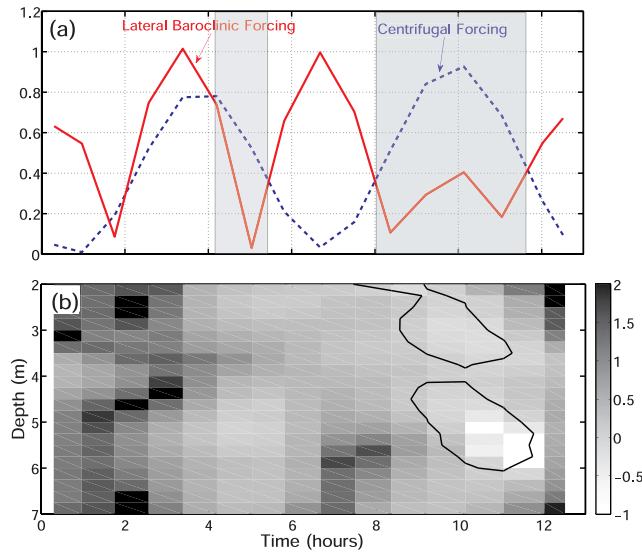 1.2
(a)
Lateral Baroclinic Forcing
Centrifugal Forcing
1
0.8
0.6
0.4
0.2
0
(b)
2
3
4
5
6
7
Depth (m)
0 2 4 6 8 10 12
Time (hours)
2
1.5
1
0.5
0
−0.5
−1